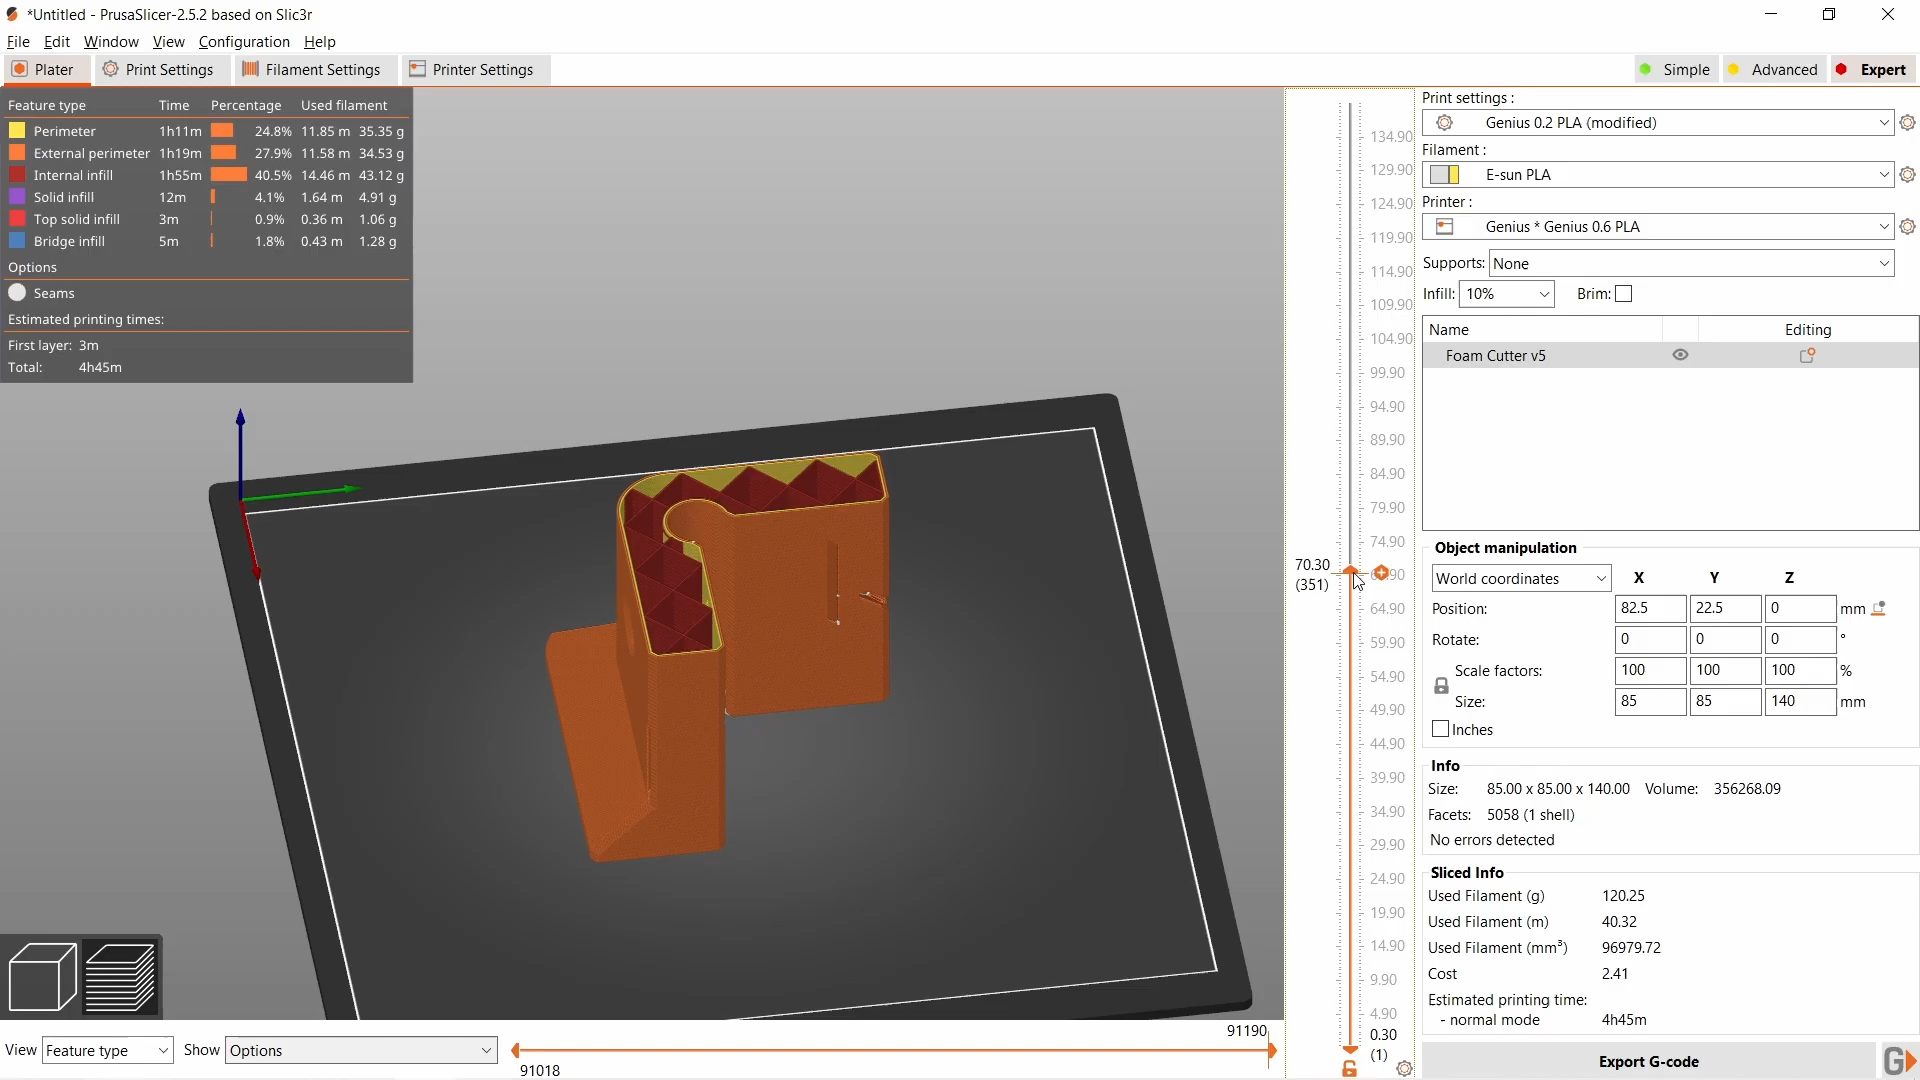 *Untitled - PrusaSlicer-2.5.2 based on Slic3r
File Edit Window View Configuration Help
Plater Print Settings Filament Settings Printer Settings Simple Advanced Expert
Feature type Time Percentage Used filament
Perimeter 1h11m 24.8% 11.85 m 35.35 g
External perimeter 1h19m 27.9% 11.58 m 34.53 g
Internal infill 1h55m 40.5% 14.46 m 43.12 g
Solid infill 12m 4.1% 1.64 m 4.91 g
Top solid infill 3m 0.9% 0.36 m 1.06 g
Bridge infill 5m 1.8% 0.43 m 1.28 g
Options
Seams
Estimated printing times:
First layer: 3m
Total: 4h45m
134.90
129.90
124.90
119.90
114.90
109.90
104.90
99.90
94.90
89.90
84.90
79.90
74.90
70.30
(351)
64.90
59.90
54.90
49.90
44.90
39.90
34.90
29.90
24.90
19.90
14.90
9.90
4.90
0.30
(1)
Print settings :
Genius 0.2 PLA (modified)
Filament :
E-sun PLA
Printer :
Genius * Genius 0.6 PLA
Supports: None
Infill: 10% Brim:
Name Editing
Foam Cutter v5
Object manipulation
World coordinates X Y Z
Position: 82.5 22.5 0 mm
Rotate: 0 0 0 °
Scale factors: 100 100 100 %
Size: 85 85 140 mm
Inches
Info
Size: 85.00 x 85.00 x 140.00 Volume: 356268.09
Facets: 5058 (1 shell)
No errors detected
Sliced Info
Used Filament (g) 120.25
Used Filament (m) 40.32
Used Filament (mm³) 96979.72
Cost 2.41
Estimated printing time:
- normal mode 4h45m
View Feature type Show Options
91190
91018
Export G-code
G